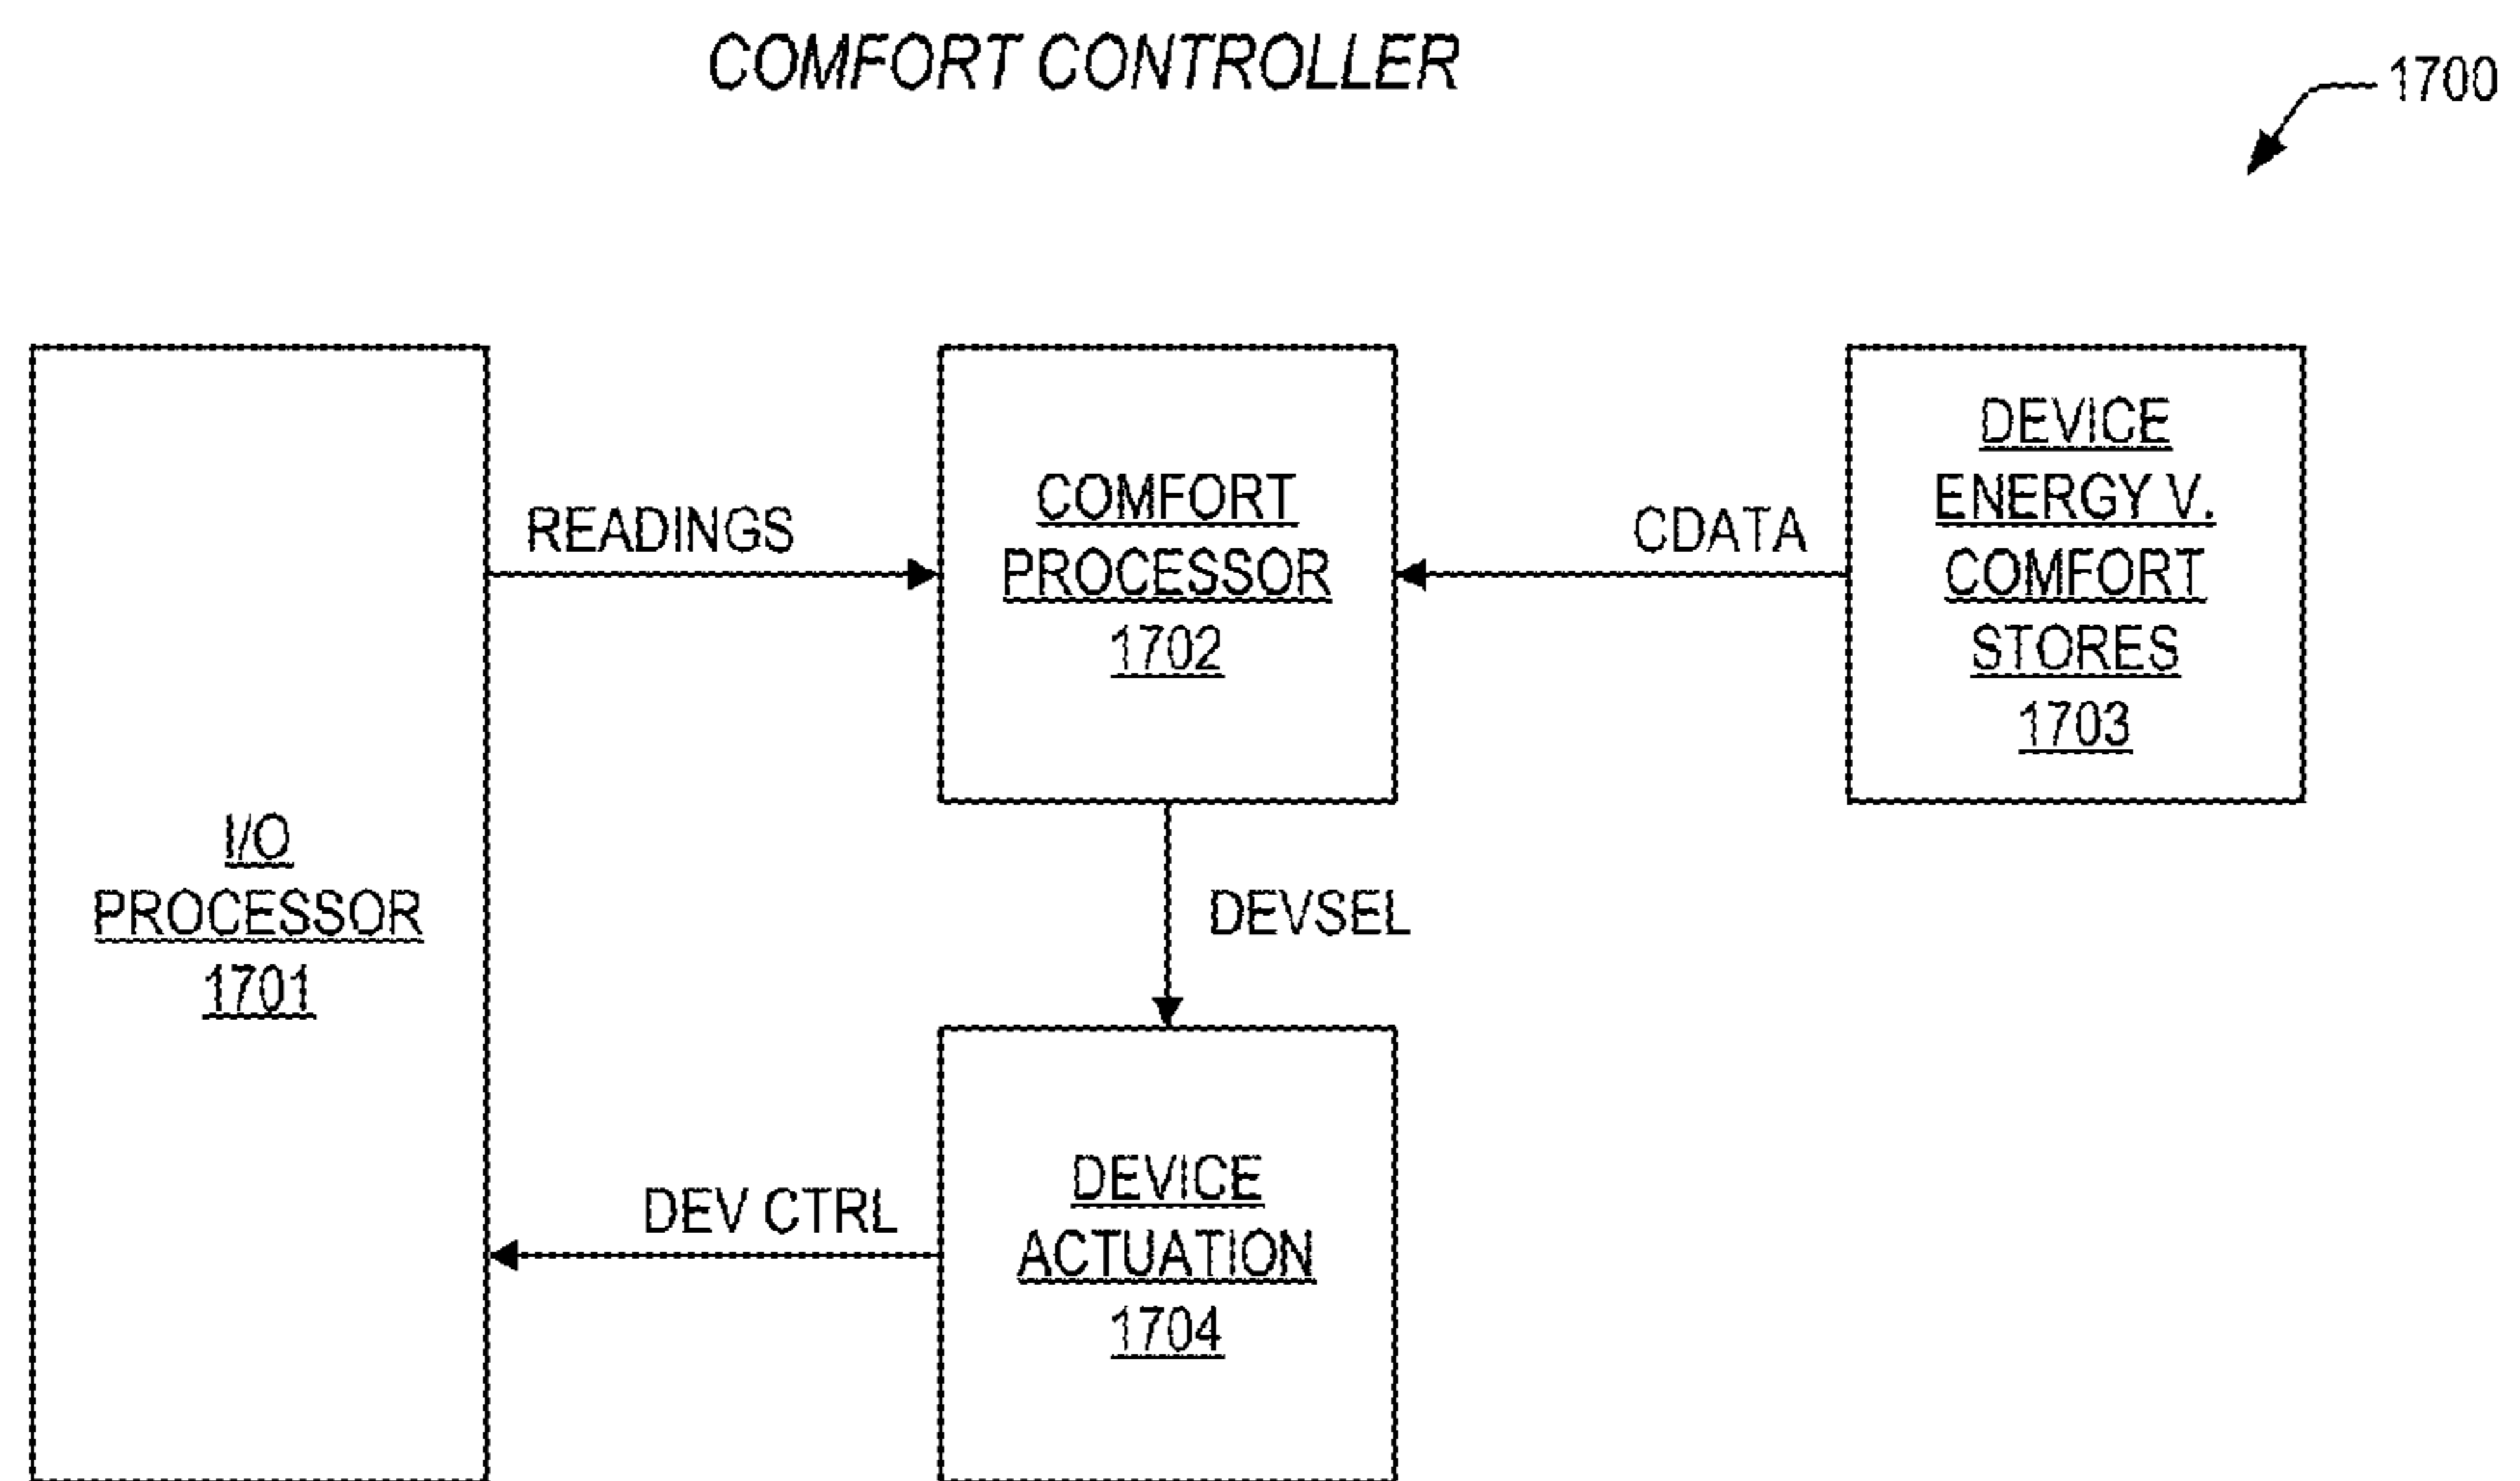 COMFORT CONTROLLER
1700
I/O
PROCESSOR
1701
READINGS
COMFORT
PROCESSOR
1702
CDATA
DEVICE
ENERGY V.
COMFORT
STORES
1703
DEVSEL
DEV CTRL
DEVICE
ACTUATION
1704